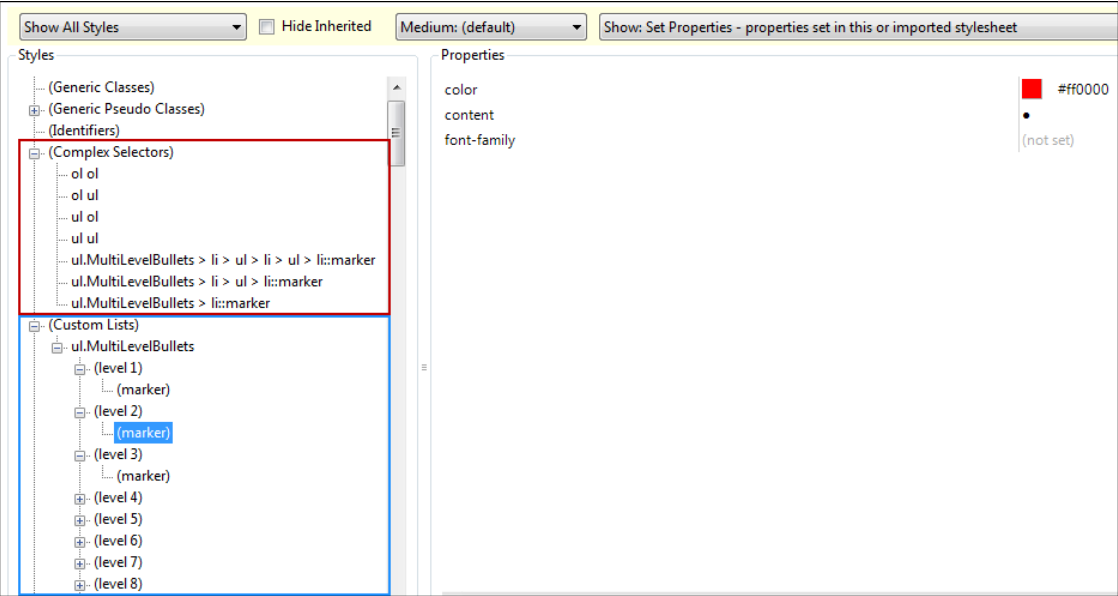 Show All Styles Hide Inherited Medium: (default) Show: Set Properties - properties set in this or imported stylesheet
Styles
(Generic Classes)
(Generic Pseudo Classes)
(Identifiers)
(Complex Selectors)
ol ol
ol ul
ul ol
ul ul
ul.MultiLevelBullets > li > ul > li > ul > li::marker
ul.MultiLevelBullets > li > ul > li::marker
ul.MultiLevelBullets > li::marker
(Custom Lists)
ul.MultiLevelBullets
(level 1)
(marker)
(level 2)
(marker)
(level 3)
(marker)
(level 4)
(level 5)
(level 6)
(level 7)
(level 8)
Properties
color #ff0000
content ●
font-family (not set)